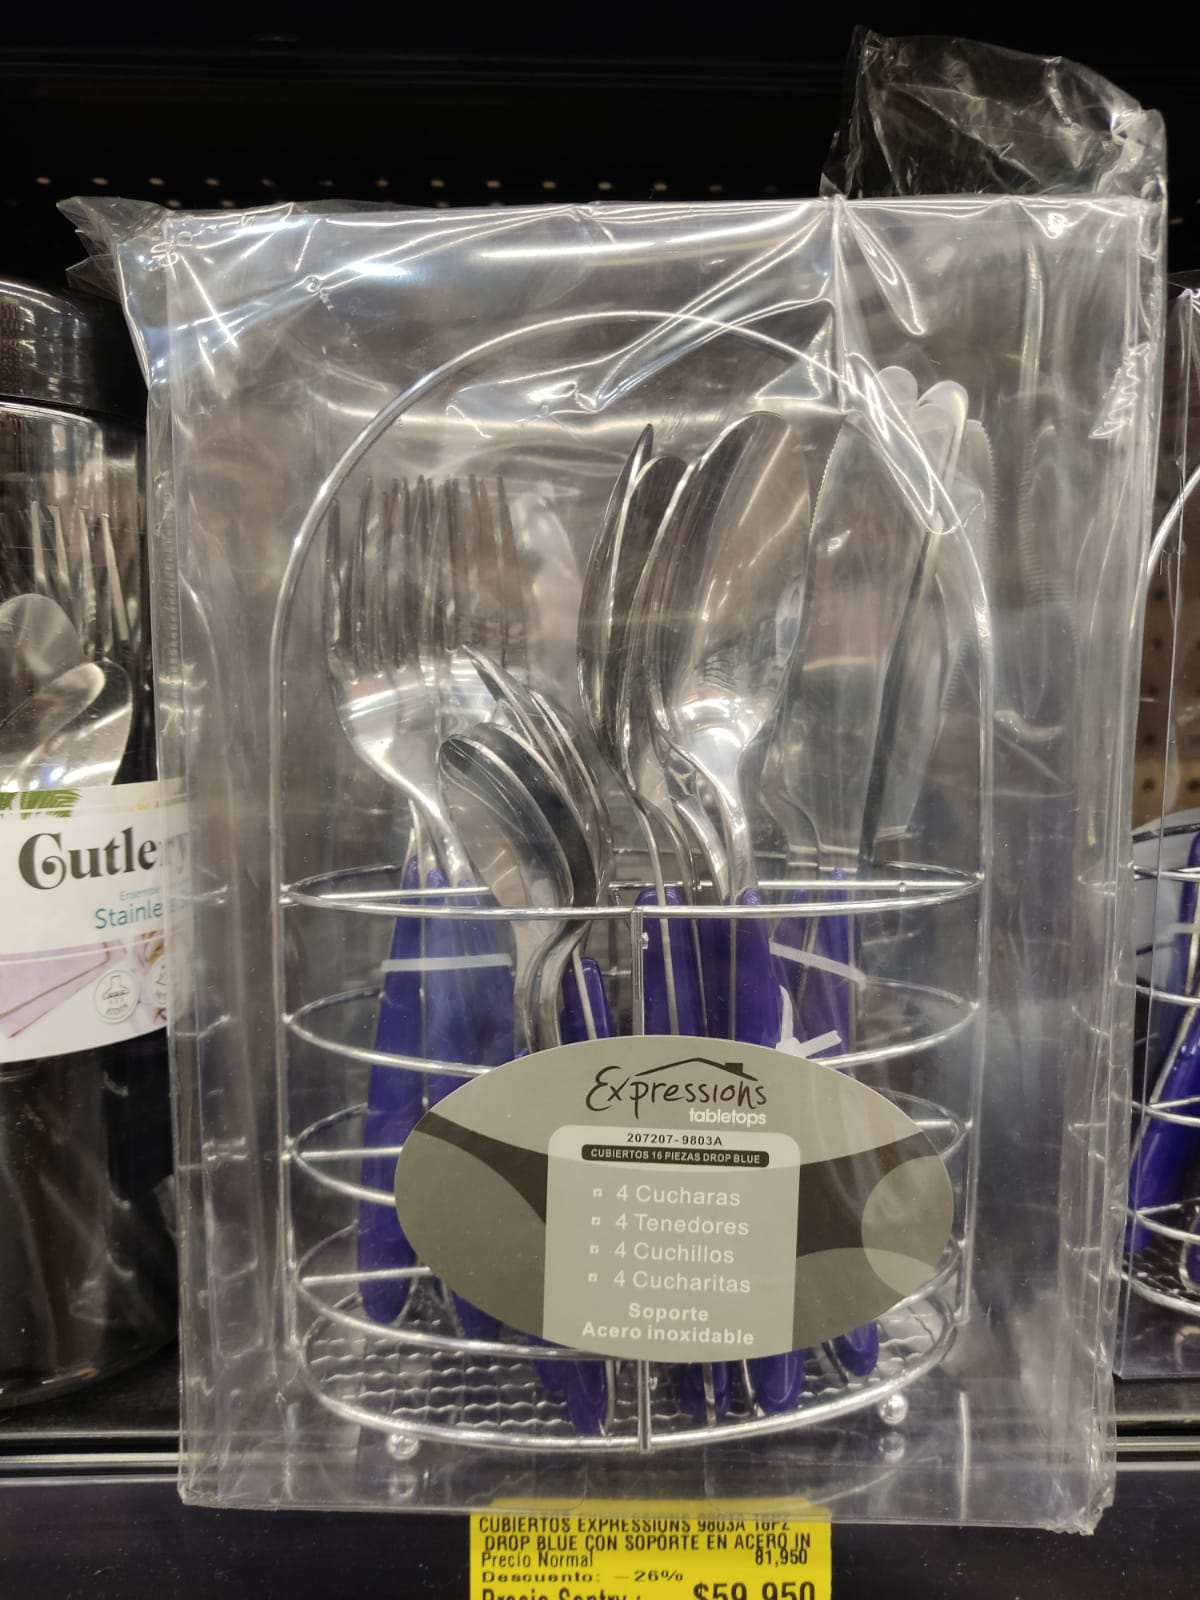 Cutlery
Stainle
Expressions
tabletops
207207-9803A
CUBIERTOS 16 PIEZAS DROP BLUE
4 Cucharas
4 Tenedores
4 Cuchillos
4 Cucharitas
Soporte
Acero inoxidable
CUBIERTOS EXPRESSIONS 9803A 16PZ
DROP BLUE CON SOPORTE EN ACERO IN
Precio Normal 81,950
Descuento: -26%
$59,950